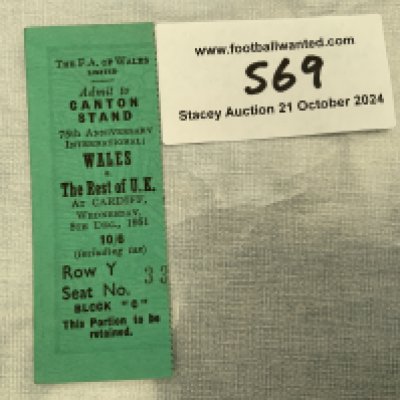 THE F.A. OF WALES
LIMITED
Admit to
CANTON
STAND
75th ANNIVERSARY
INTERNATIONAL:
WALES
v.
The Rest of U.K.
AT CARDIFF,
WEDNESDAY,
5TH DEC., 1951
10/6
(including tax)
Row Y
Seat No. 33
BLOCK "G"
This Portion to be
retained.
www.footballwanted.com
569
Stacey Auction 21 October 2024